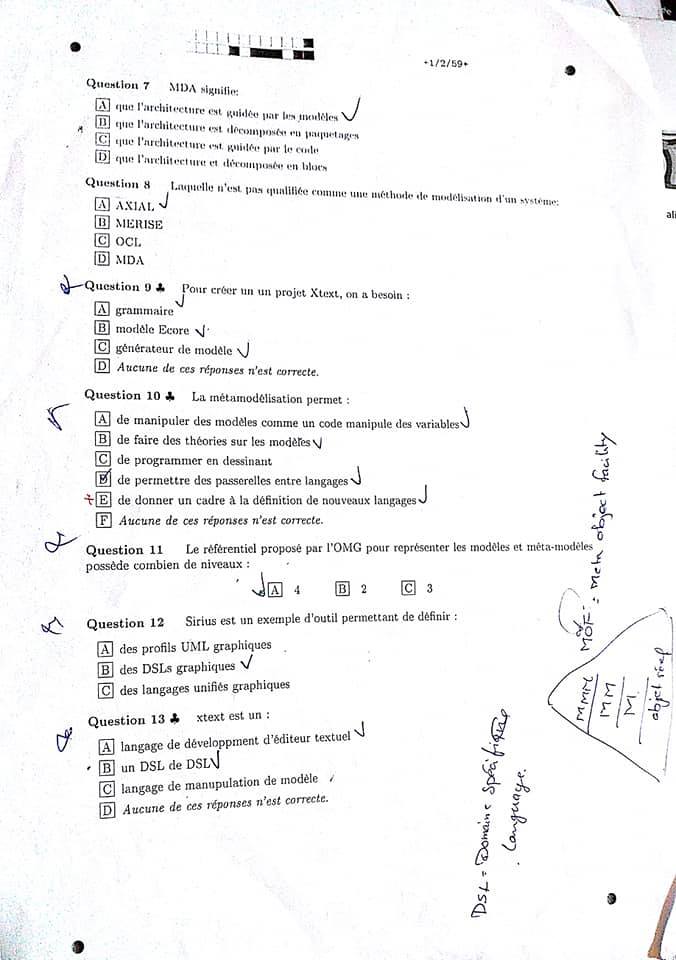 +1/2/59+
Question 7 MDA signifie:
A que l'architecture est guidée par les modèles
B que l'architecture est décomposée en paquetages
C que l'architecture est guidée par le code
D que l'architecture et décomposée en blocs
Question 8 Laquelle n'est pas qualifiée comme une méthode de modélisation d'un système:
A AXIAL
B MERISE
C OCL
D MDA
Question 9 ♣ Pour créer un un projet Xtext, on a besoin :
A grammaire
B modèle Ecore
C générateur de modèle
D Aucune de ces réponses n'est correcte.
Question 10 ♣ La métamodélisation permet :
A de manipuler des modèles comme un code manipule des variables
B de faire des théories sur les modèles
C de programmer en dessinant
D de permettre des passerelles entre langages
E de donner un cadre à la définition de nouveaux langages
F Aucune de ces réponses n'est correcte.
Question 11 Le référentiel proposé par l'OMG pour représenter les modèles et méta-modèles
possède combien de niveaux :
A 4 B 2 C 3
Question 12 Sirius est un exemple d'outil permettant de définir :
A des profils UML graphiques
B des DSLs graphiques
C des langages unifiés graphiques
Question 13 ♣ xtext est un :
A langage de développment d'éditeur textuel
B un DSL de DSL
C langage de manupulation de modèle
D Aucune de ces réponses n'est correcte.
MOF : Meta object facility
MMM
MM
M
objet réel
DSL = Domaine Spécifique
Language.
ali